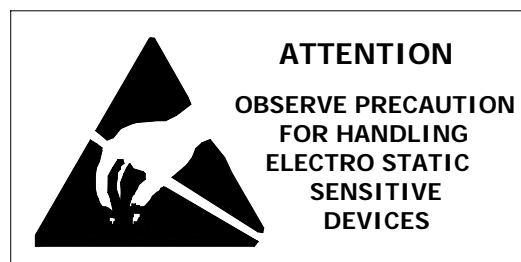 ATTENTION
OBSERVE PRECAUTION
FOR HANDLING
ELECTRO STATIC
SENSITIVE
DEVICES